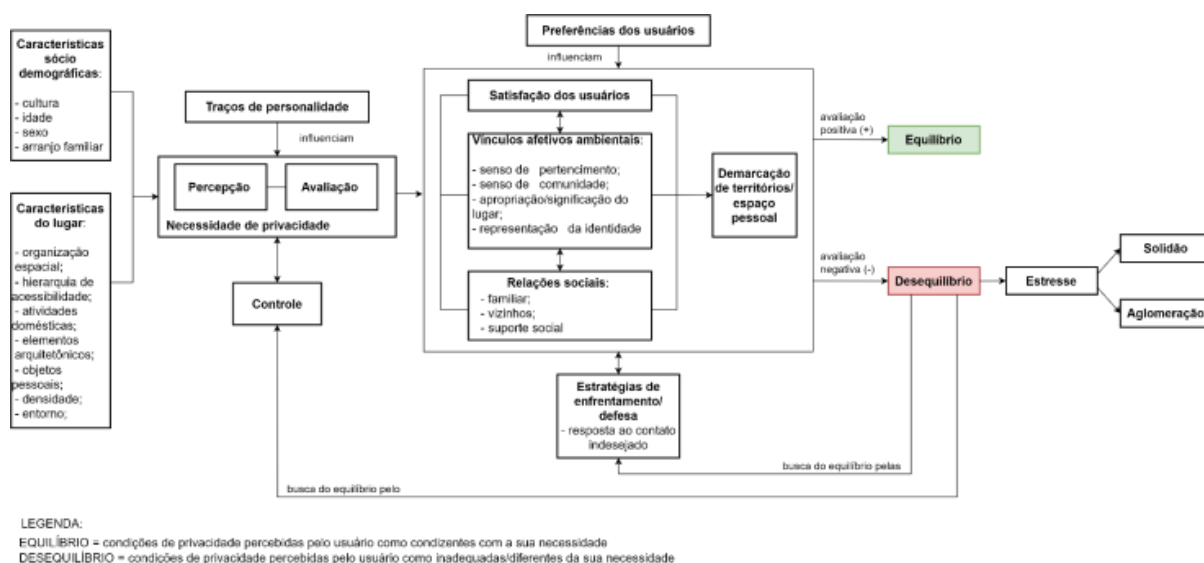 Características
sócio
demográficas:
- cultura
- idade
- sexo
- arranjo familiar
Características
do lugar:
- organização
espacial;
- hierarquia de
acessibilidade;
- atividades
domésticas;
- elementos
arquitetônicos;
- objetos
pessoais;
- densidade;
- entorno;
Traços de personalidade
influenciam
Percepção
Avaliação
Necessidade de privacidade
Controle
Preferências dos usuários
influenciam
Satisfação dos usuários
Vínculos afetivos ambientais:
- senso de pertencimento;
- senso de comunidade;
- apropriação/significação do
lugar;
- representação da identidade
Relações sociais:
- familiar;
- vizinhos;
- suporte social
Demarcação
de territórios/
espaço
pessoal
Estratégias de
enfrentamento/
defesa
- resposta ao contato
indesejado
avaliação
positiva (+)
Equilíbrio
avaliação
negativa (-)
Desequilíbrio
Estresse
Solidão
Aglomeração
busca do equilíbrio pelas
busca do equilíbrio pelo
LEGENDA:
EQUILÍBRIO = condições de privacidade percebidas pelo usuário como condizentes com a sua necessidade
DESEQUILÍBRIO = condições de privacidade percebidas pelo usuário como inadequadas/diferentes da sua necessidade